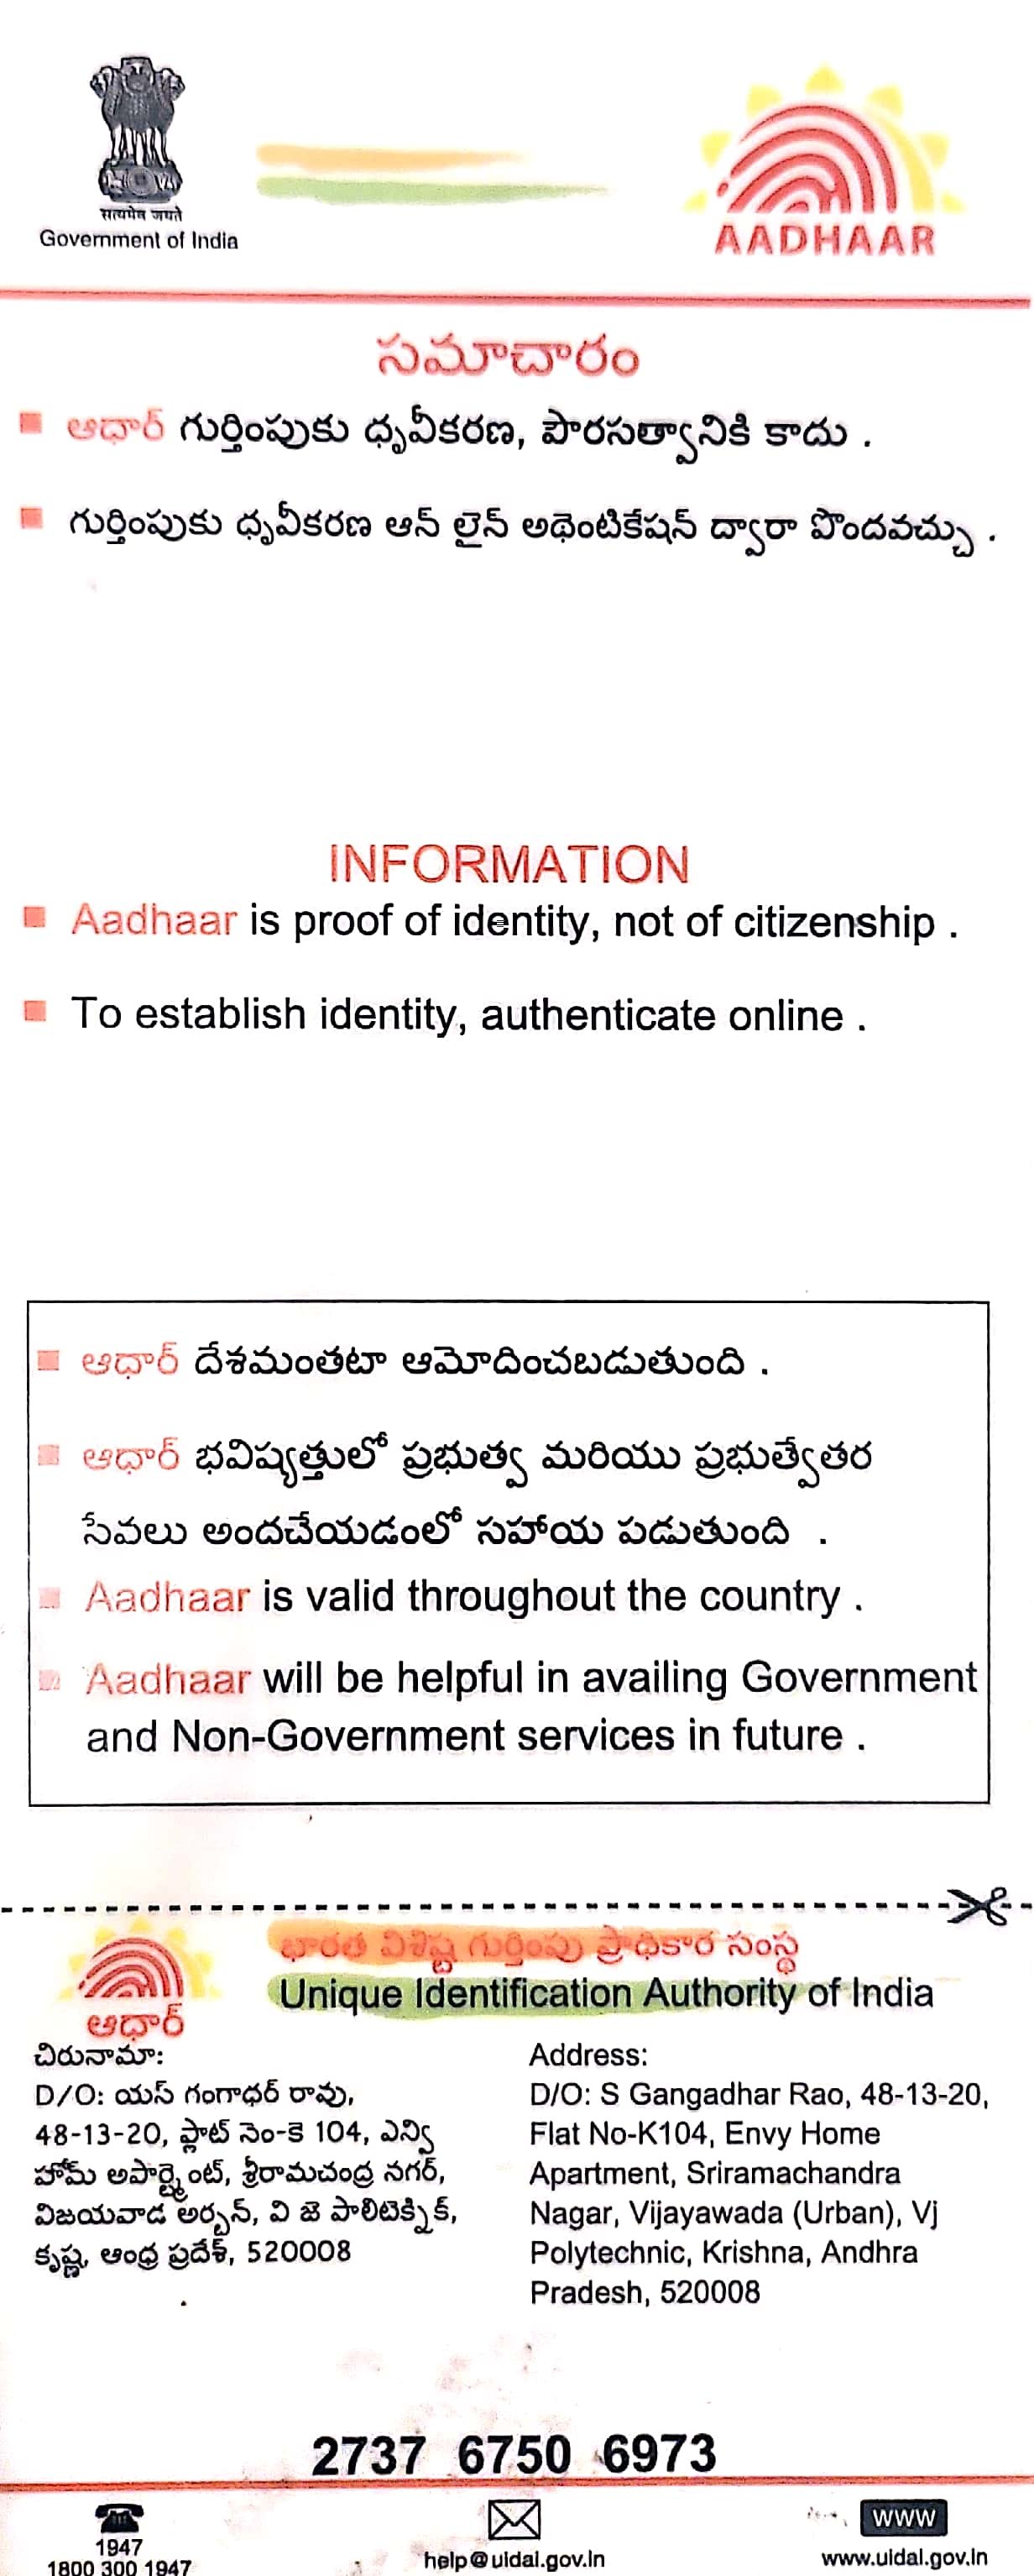 सत्यमेव जयते
Government of India
AADHAAR
సమాచారం
ఆధార్ గుర్తింపుకు ధృవీకరణ, పౌరసత్వానికి కాదు .
గుర్తింపుకు ధృవీకరణ ఆన్ లైన్ అథెంటికేషన్ ద్వారా పొందవచ్చు .
INFORMATION
Aadhaar is proof of identity, not of citizenship .
To establish identity, authenticate online .
ఆధార్ దేశమంతటా ఆమోదించబడుతుంది .
ఆధార్ భవిష్యత్తులో ప్రభుత్వ మరియు ప్రభుత్వేతర
సేవలు అందచేయడంలో సహాయ పడుతుంది .
Aadhaar is valid throughout the country .
Aadhaar will be helpful in availing Government
and Non-Government services in future .
భారత విశిష్ట గుర్తింపు ప్రాధికార సంస్థ
Unique Identification Authority of India
ఆధార్
చిరునామా:
D/O: యస్ గంగాధర్ రావు,
48-13-20, ఫ్లాట్ నెం-కె 104, ఎన్వి
హోమ్ అపార్ట్మెంట్, శ్రీరామచంద్ర నగర్,
విజయవాడ అర్బన్, వి జె పాలిటెక్నిక్,
కృష్ణ, ఆంధ్ర ప్రదేశ్, 520008
Address:
D/O: S Gangadhar Rao, 48-13-20,
Flat No-K104, Envy Home
Apartment, Sriramachandra
Nagar, Vijayawada (Urban), Vj
Polytechnic, Krishna, Andhra
Pradesh, 520008
2737 6750 6973
1947
1800 300 1947
help@uidai.gov.in
WWW
www.uidai.gov.in